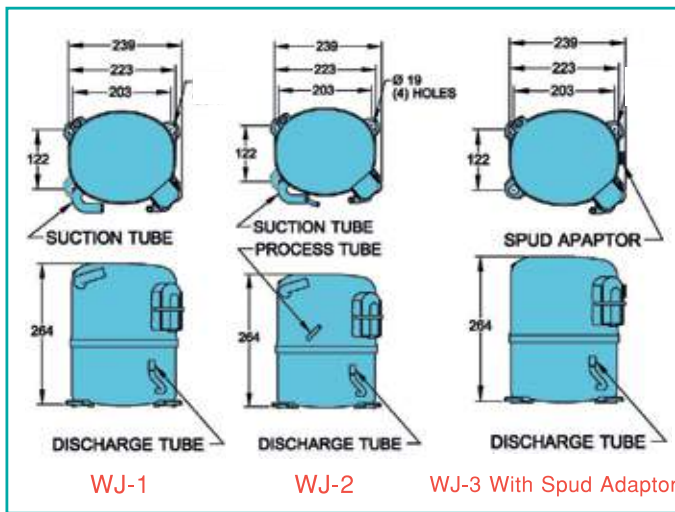 239
223
203
122
SUCTION TUBE
264
DISCHARGE TUBE
WJ-1
239
223
203
Ø 19
(4) HOLES
122
SUCTION TUBE
PROCESS TUBE
264
DISCHARGE TUBE
WJ-2
239
223
203
122
SPUD APAPTOR
264
DISCHARGE TUBE
WJ-3 With Spud Adaptor